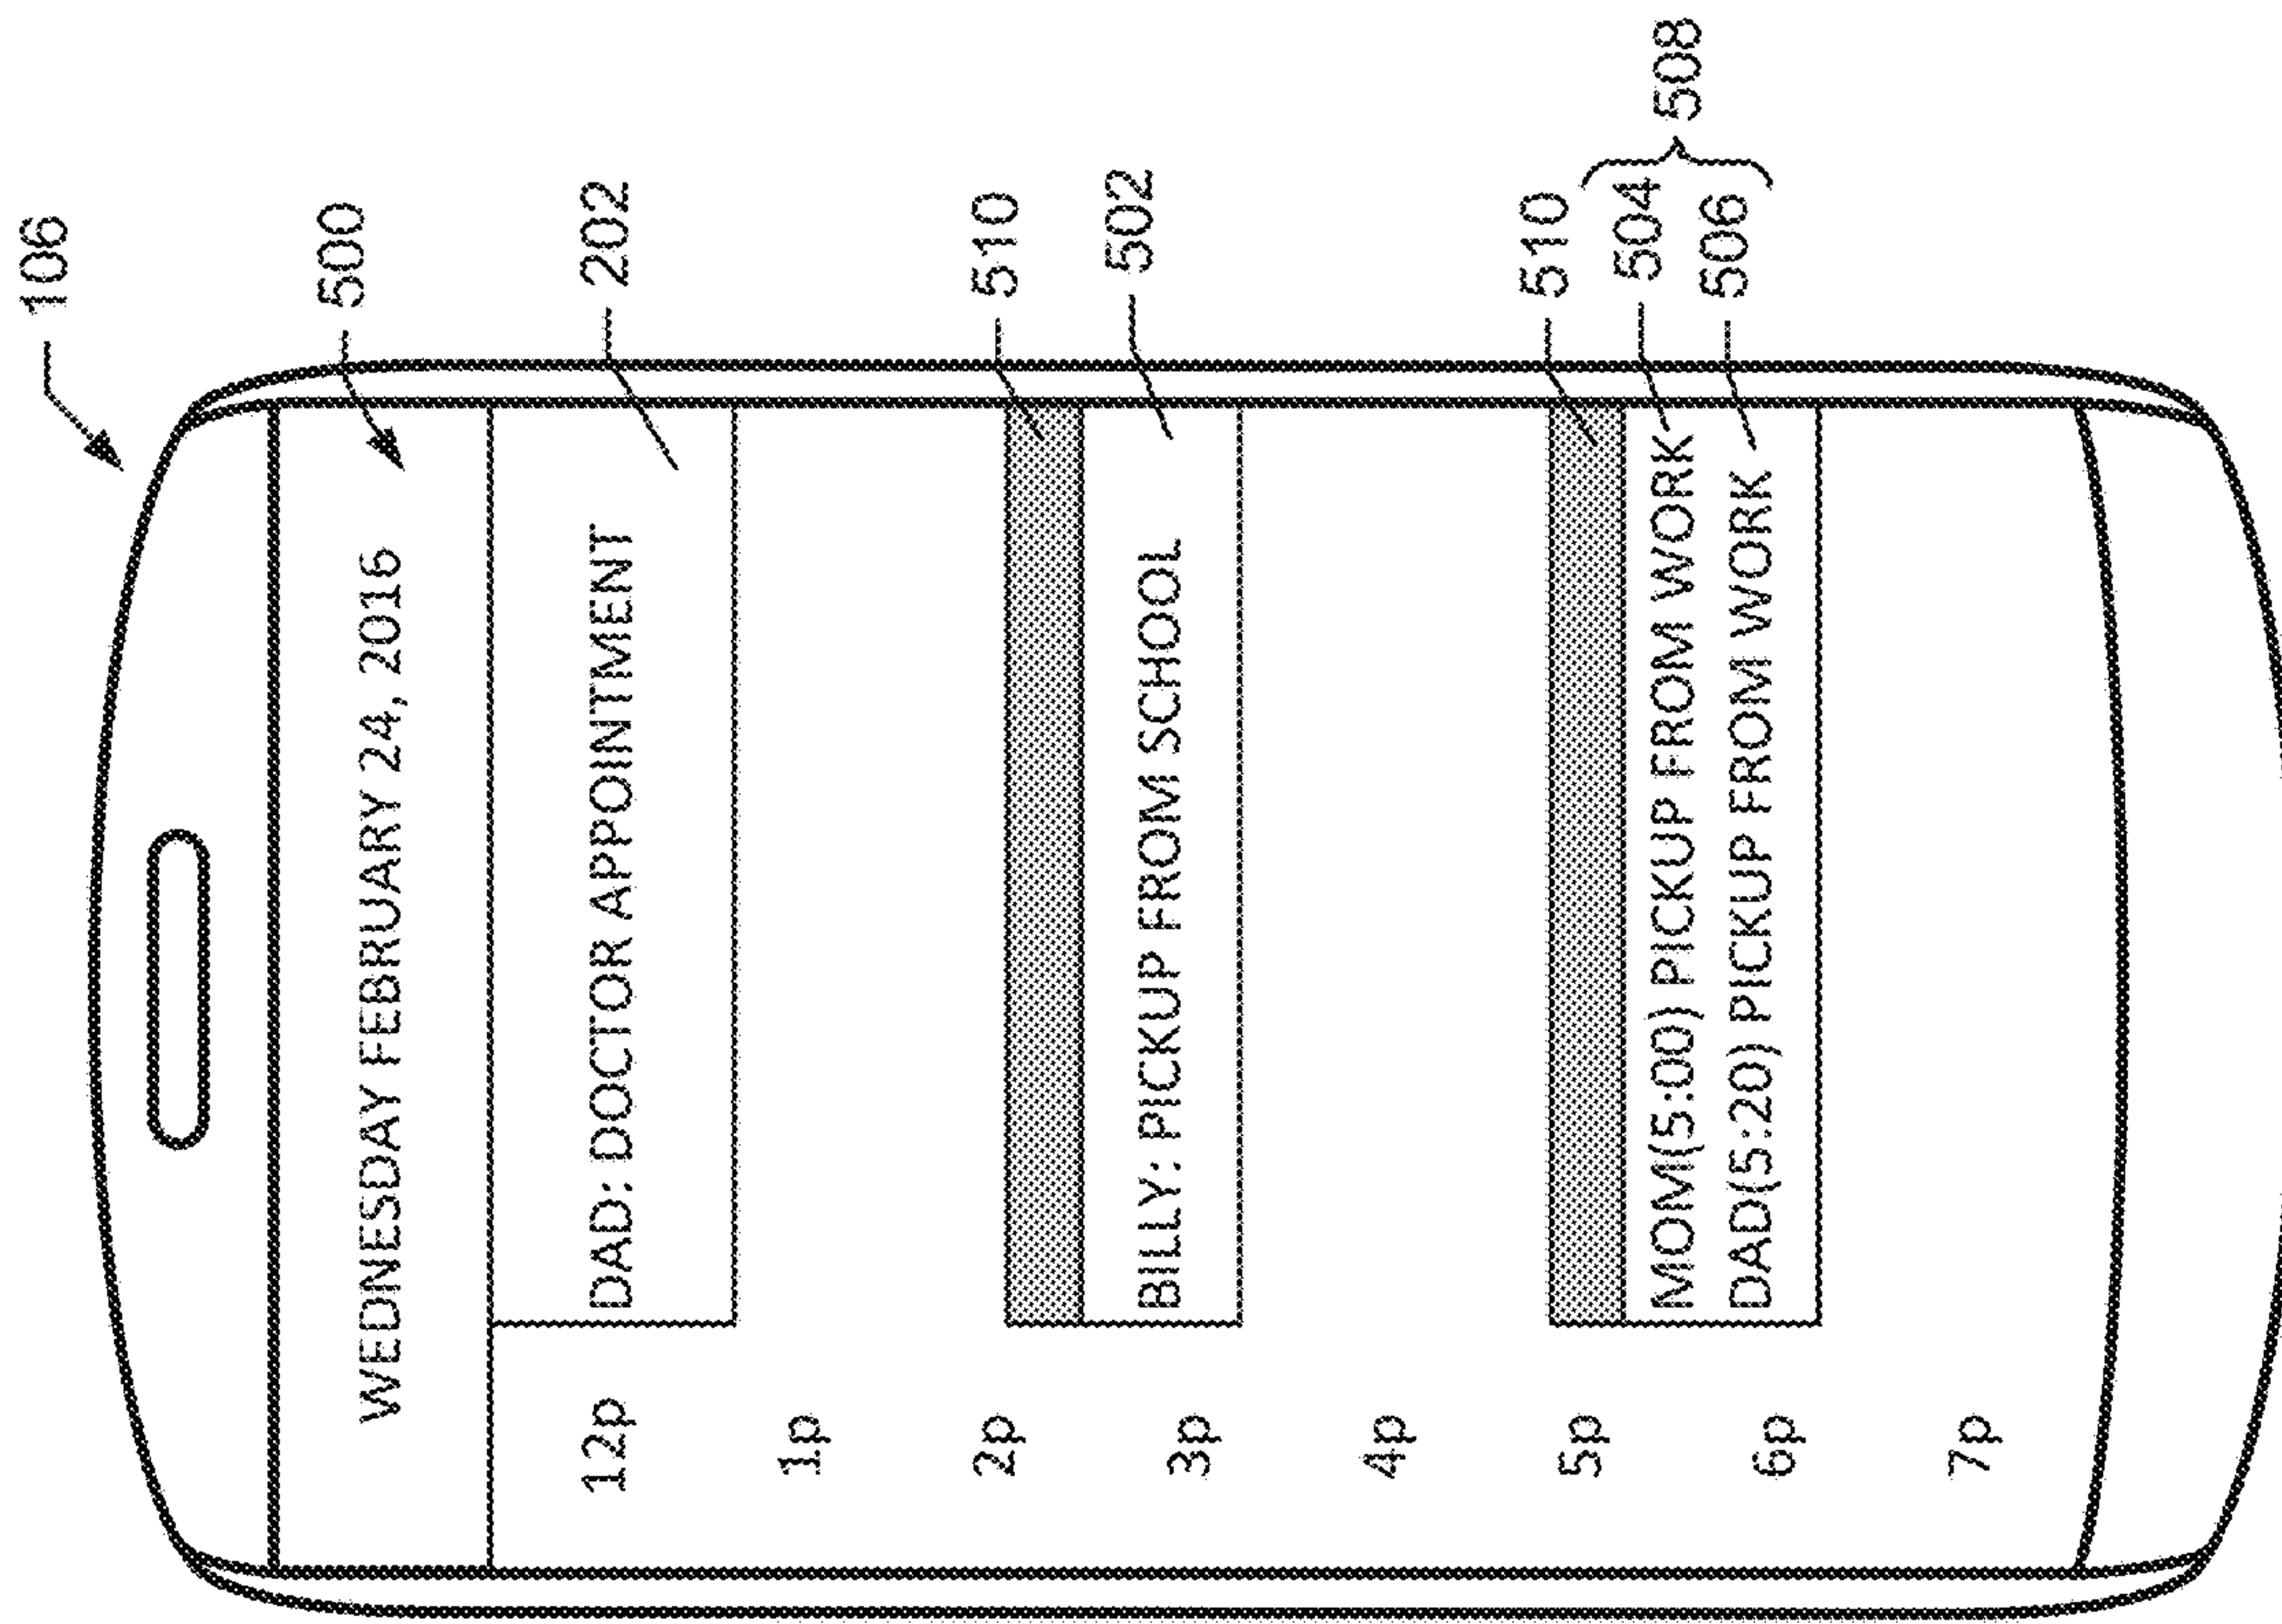 106
500
WEDNESDAY FEBRUARY 24, 2016
202
12p DAD: DOCTOR APPOINTMENT
1p
510
2p
502
3p BILLY: PICKUP FROM SCHOOL
4p
510
5p
504
MOM(5:00) PICKUP FROM WORK
508
506
6p DAD(5:20) PICKUP FROM WORK
7p